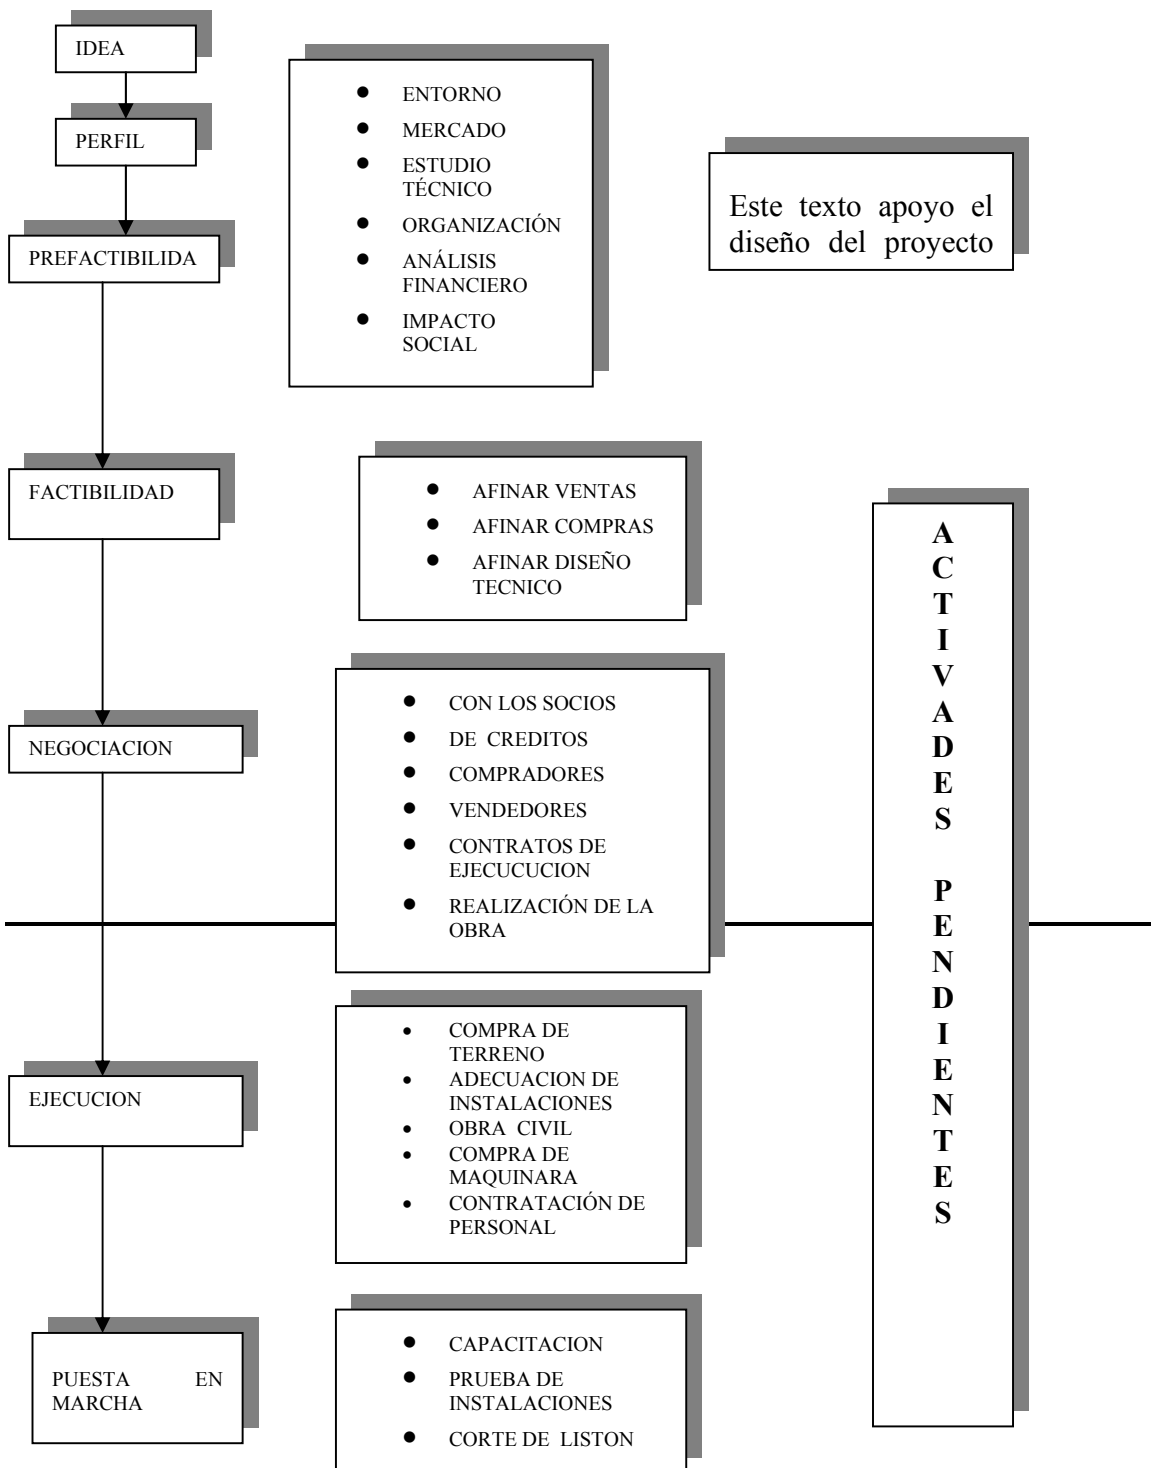 IDEA
PERFIL
PREFACTIBILIDA
● ENTORNO
● MERCADO
● ESTUDIO
TÉCNICO
● ORGANIZACIÓN
● ANÁLISIS
FINANCIERO
● IMPACTO
SOCIAL
Este texto apoyo el
diseño del proyecto
FACTIBILIDAD
● AFINAR VENTAS
● AFINAR COMPRAS
● AFINAR DISEÑO
TECNICO
NEGOCIACION
● CON LOS SOCIOS
● DE CREDITOS
● COMPRADORES
● VENDEDORES
● CONTRATOS DE
EJECUCUCION
● REALIZACIÓN DE LA
OBRA
EJECUCION
● COMPRA DE
TERRENO
● ADECUACION DE
INSTALACIONES
● OBRA CIVIL
● COMPRA DE
MAQUINARA
● CONTRATACIÓN DE
PERSONAL
PUESTA EN
MARCHA
● CAPACITACION
● PRUEBA DE
INSTALACIONES
● CORTE DE LISTON
A
C
T
I
V
A
D
E
S
P
E
N
D
I
E
N
T
E
S